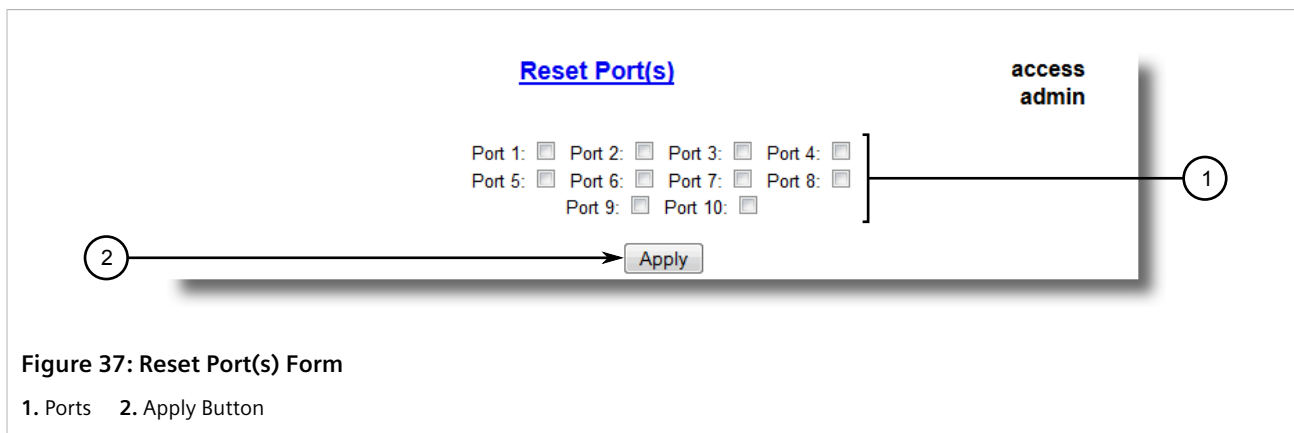 Reset Port(s)
access
admin
Port 1: Port 2: Port 3: Port 4:
Port 5: Port 6: Port 7: Port 8:
Port 9: Port 10:
1
2
Apply
Figure 37: Reset Port(s) Form
1. Ports 2. Apply Button